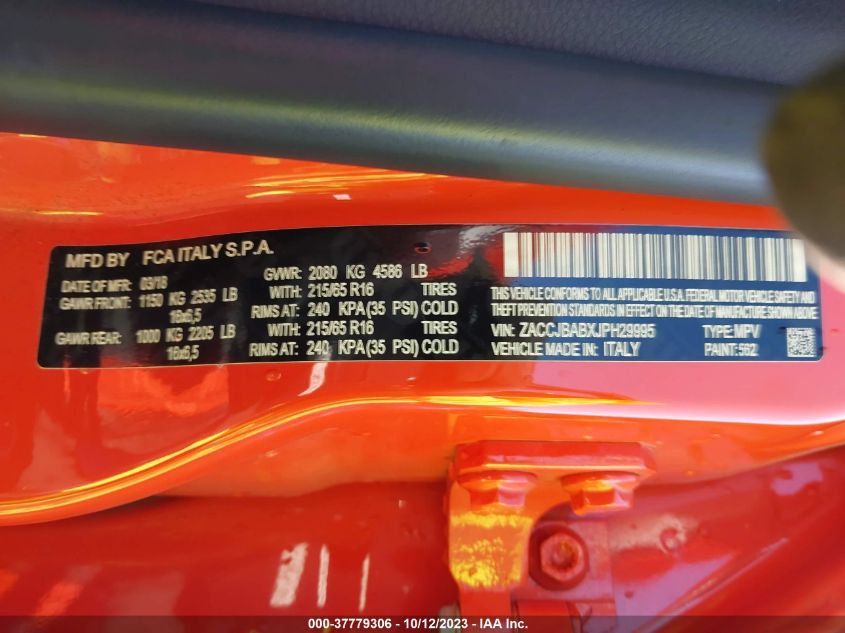 MFD BY FCA ITALY S.P.A.
DATE OF MFR: 03/18 GVWR: 2080 KG 4586 LB
GAWR FRONT: 1150 KG 2535 LB WITH: 215/65 R16 TIRES
16x6,5 RIMS AT: 240 KPA(35 PSI) COLD
GAWR REAR: 1000 KG 2205 LB WITH: 215/65 R16 TIRES
16x6,5 RIMS AT: 240 KPA(35 PSI) COLD
THIS VEHICLE CONFORMS TO ALL APPLICABLE U.S.A. FEDERAL MOTOR VEHICLE SAFETY AND
THEFT PREVENTION STANDARDS IN EFFECT ON THE DATE OF MANUFACTURE SHOWN ABOVE
VIN: ZACCJBABXJPH29995 TYPE: MPV
VEHICLE MADE IN: ITALY PAINT: 562
000-37779306 - 10/12/2023 - IAA Inc.